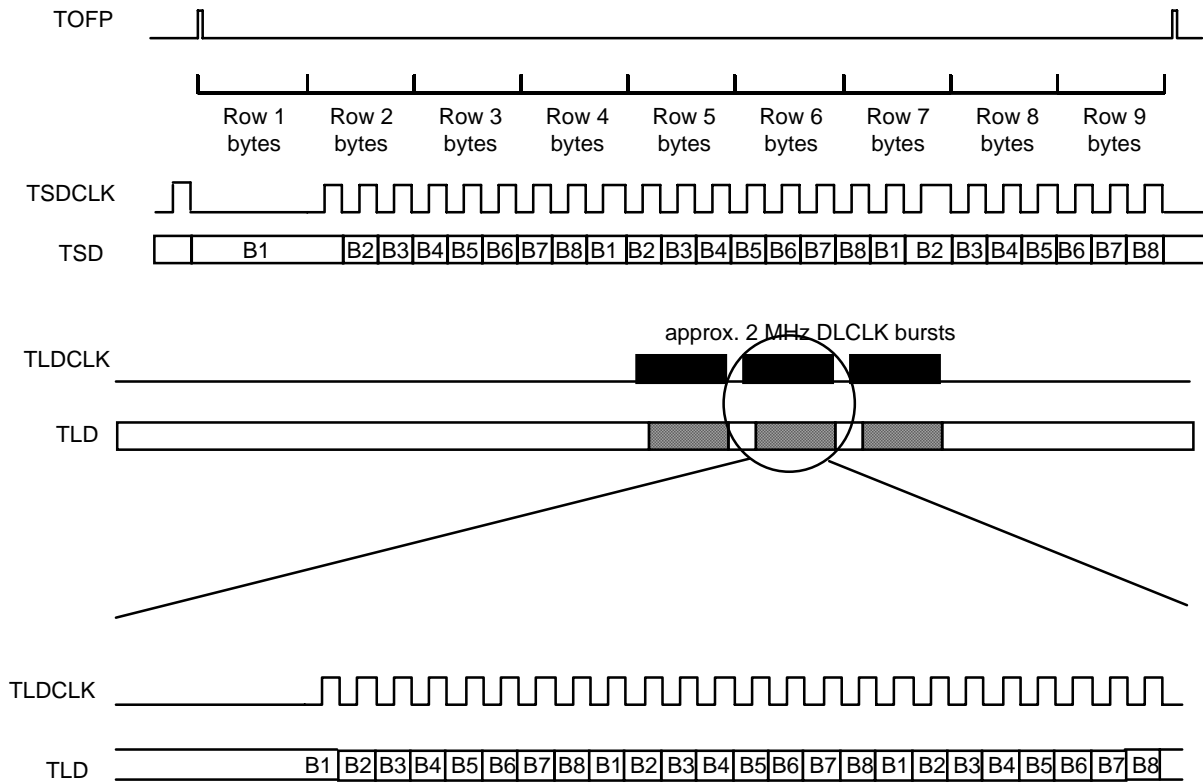 TOFP
Row 1 Row 2 Row 3 Row 4 Row 5 Row 6 Row 7 Row 8 Row 9
bytes bytes bytes bytes bytes bytes bytes bytes bytes
TSDCLK
TSD B1 B2 B3 B4 B5 B6 B7 B8 B1 B2 B3 B4 B5 B6 B7 B8 B1 B2 B3 B4 B5 B6 B7 B8
approx. 2 MHz DLCLK bursts
TLDCLK
TLD
TLDCLK
TLD B1 B2 B3 B4 B5 B6 B7 B8 B1 B2 B3 B4 B5 B6 B7 B8 B1 B2 B3 B4 B5 B6 B7 B8